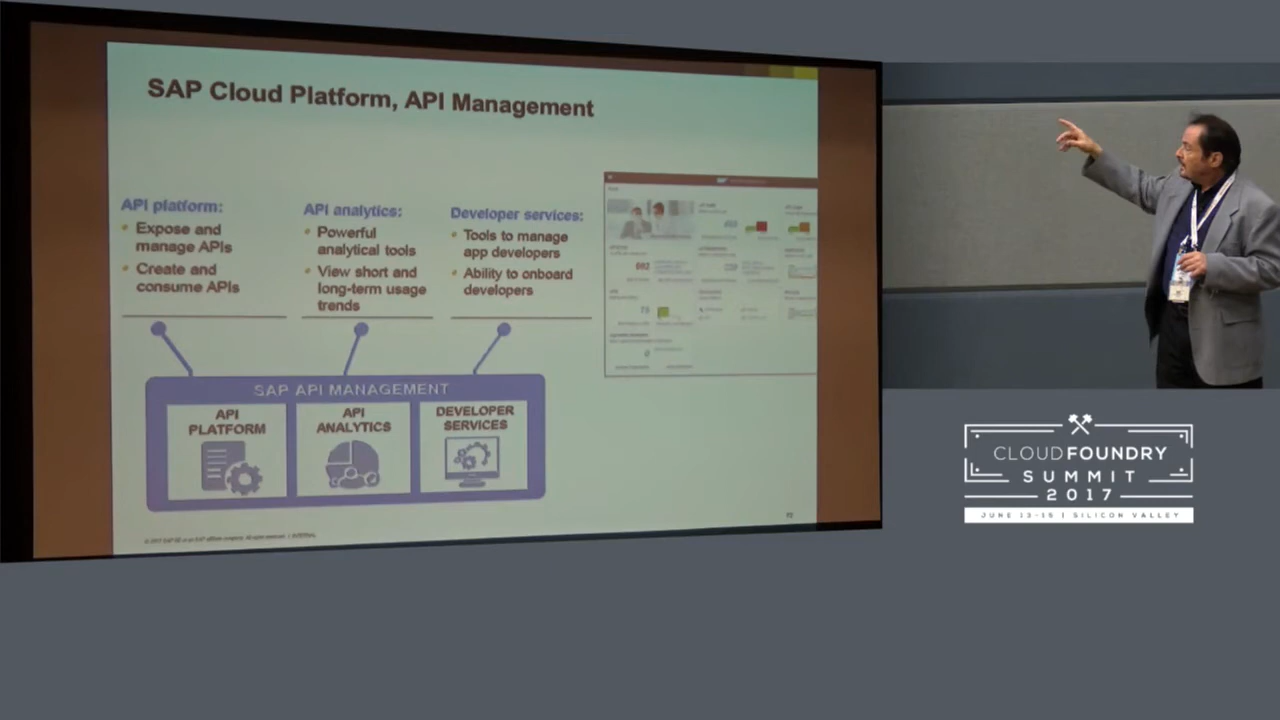 SAP Cloud Platform, API Management
API platform:
Expose and
manage APIs
Create and
consume APIs
API analytics:
Powerful
analytical tools
View short and
long-term usage
trends
Developer services:
Tools to manage
app developers
Ability to onboard
developers
SAP API MANAGEMENT
API
PLATFORM
API
ANALYTICS
DEVELOPER
SERVICES
CLOUDFOUNDRY
SUMMIT
2017
JUNE 13-15 | SILICON VALLEY